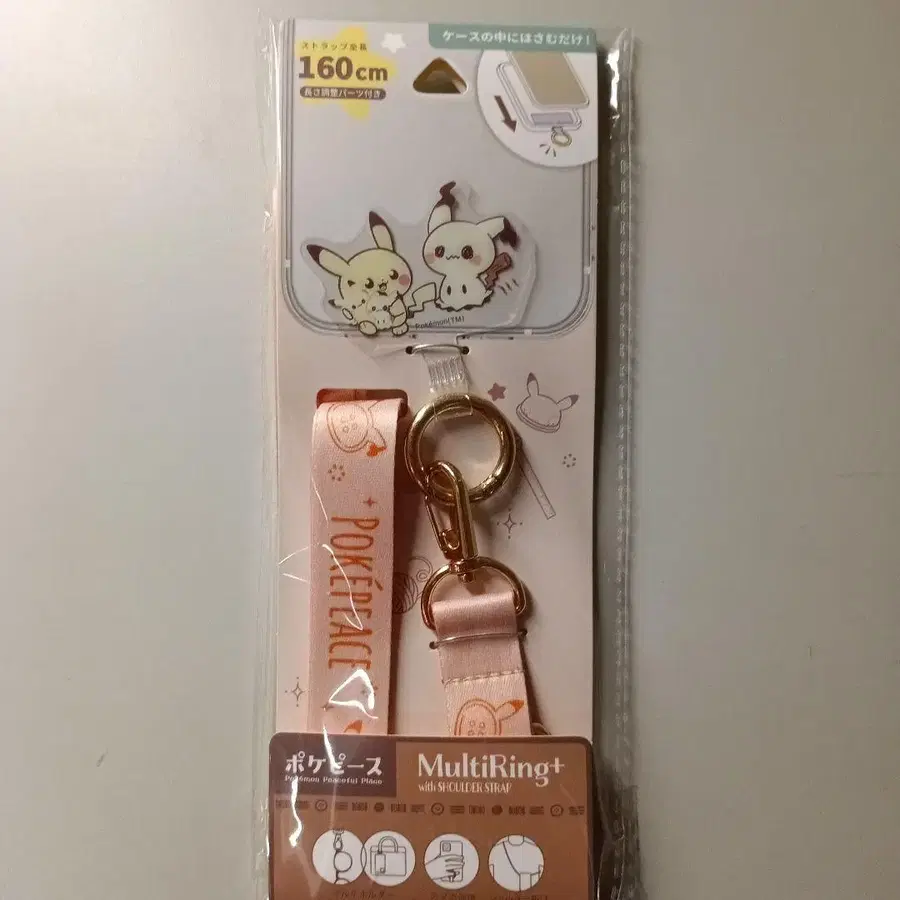 ケースの中にはさむだけ!
ストラップ全長
160cm
長さ調整パーツ付き
Pokémon(TM)
POKÉPEACE
ポケピース
Pokémon Peaceful Place
MultiRing+
with SHOULDER STRAP